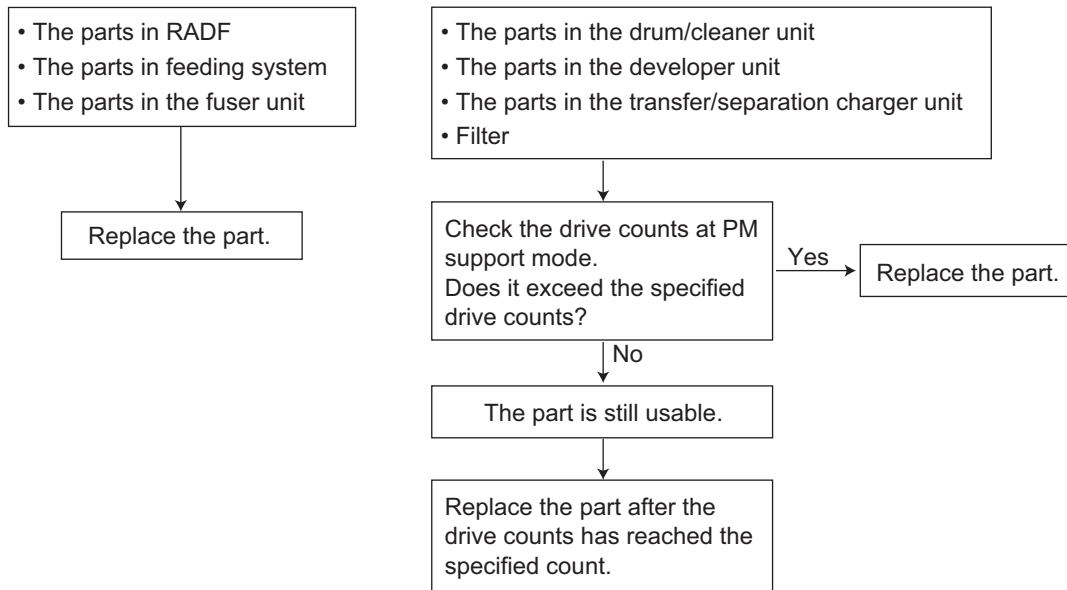 • The parts in RADF
• The parts in feeding system
• The parts in the fuser unit
Replace the part.
• The parts in the drum/cleaner unit
• The parts in the developer unit
• The parts in the transfer/separation charger unit
• Filter
Check the drive counts at PM
support mode.
Does it exceed the specified
drive counts?
Yes
Replace the part.
No
The part is still usable.
Replace the part after the
drive counts has reached the
specified count.